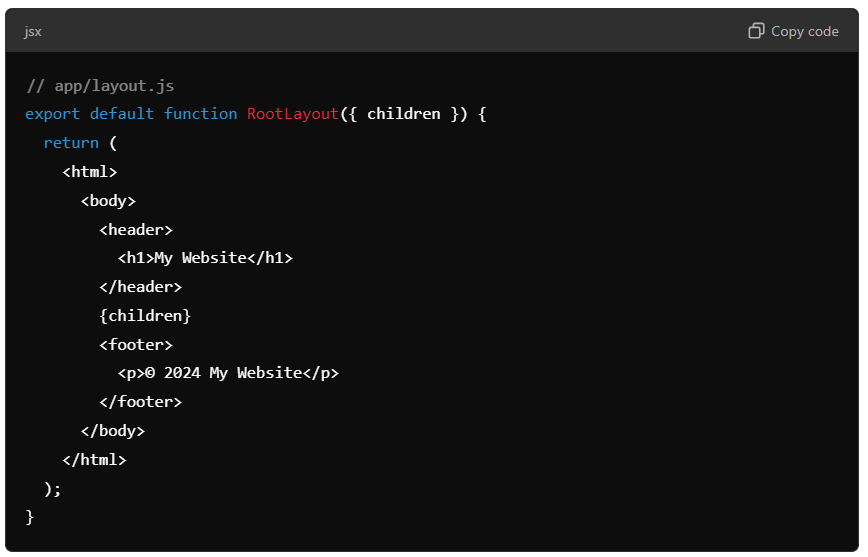 jsx
Copy code
// app/layout.js
export default function RootLayout({ children }) {
  return (
    <html>
      <body>
        <header>
          <h1>My Website</h1>
        </header>
        {children}
        <footer>
          <p>© 2024 My Website</p>
        </footer>
      </body>
    </html>
  );
}